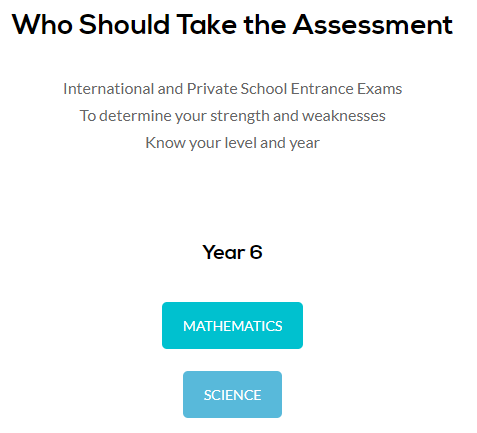 Who Should Take the Assessment
International and Private School Entrance Exams
To determine your strength and weaknesses
Know your level and year
Year 6
MATHEMATICS
SCIENCE